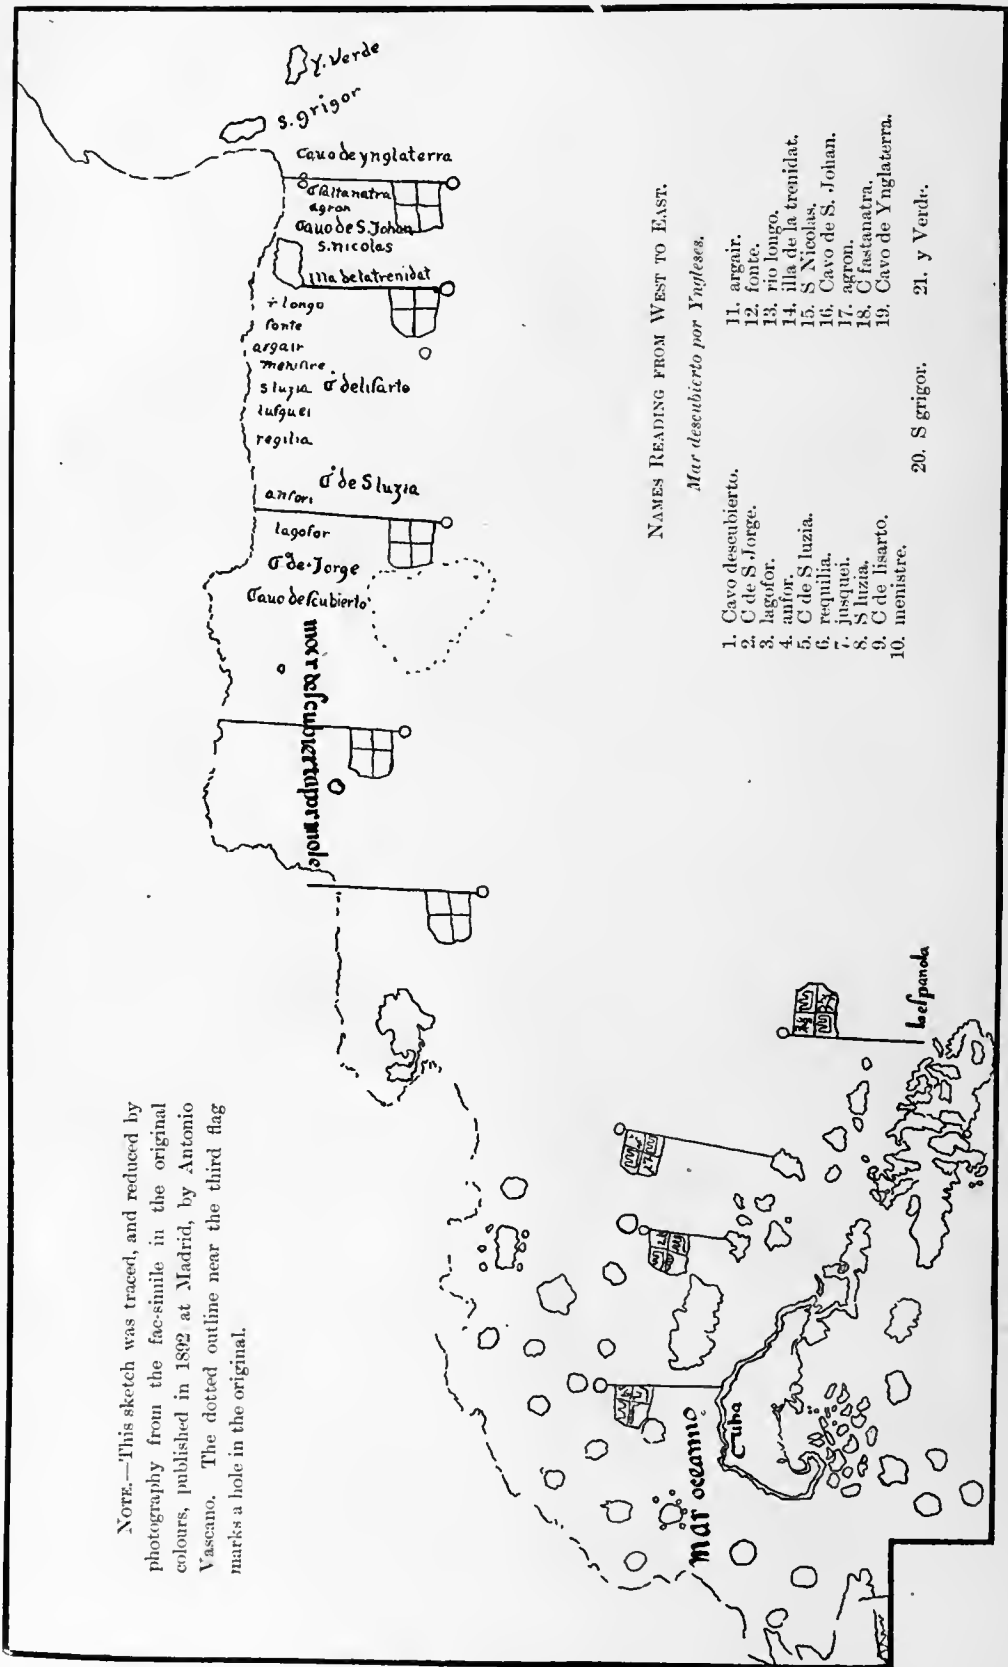 NOTE.—This sketch was traced, and reduced by
photography from the fac-simile in the original
colours, published in 1892 at Madrid, by Antonio
Vascano. The dotted outline near the third flag
marks a hole in the original.
Y. Verde
s. grigor
Cauo de ynglaterra
agron
Cauo de S. Johan
s. nicolas
Illa de la trenidat
r longo
fonte
argair
menistre.
s luzia
C de lisarto
lusquei
regilia
C de S luzia
anfor
lagofor
C de Jorge
Cauo descubierto
mar descubierta por
mar oceanno
Cuba
la española
NAMES READING FROM WEST TO EAST.
Mar descubierto por Yngleses.
1. Cavo descubierto.
2. C de S Jorge.
3. lagofor.
4. anfor.
5. C de S luzia.
6. requilia.
7. jusquei.
8. S luzia.
9. C de lisarto.
10. menistre.
11. argair.
12. fonte.
13. rio longo.
14. illa de la trenidat.
15. S Nicolas.
16. Cavo de S. Johan.
17. agron.
18. C fastanatra.
19. Cavo de Ynglaterra.
20. S grigor.
21. y Verde.